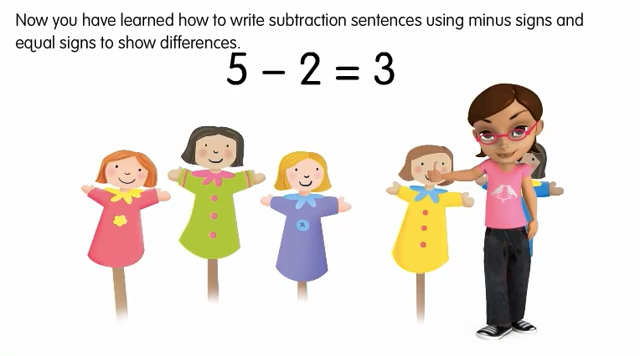 Now you have learned how to write subtraction sentences using minus signs and
equal signs to show differences.
5 – 2 = 3